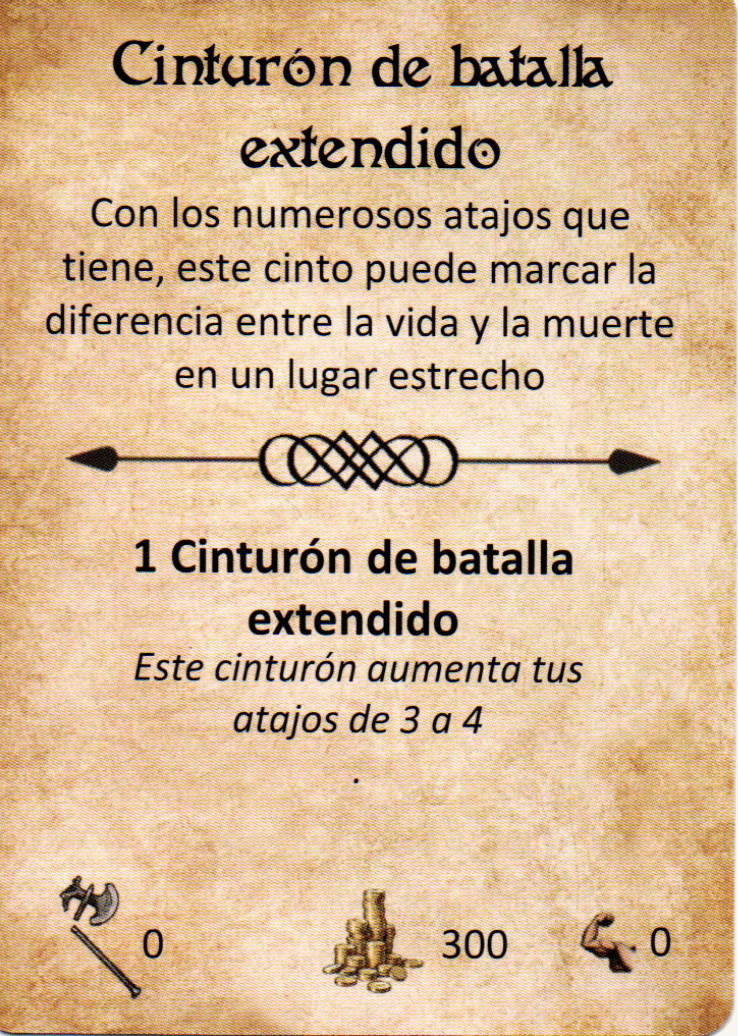 Cinturón de batalla
extendido
Con los numerosos atajos que
tiene, este cinto puede marcar la
diferencia entre la vida y la muerte
en un lugar estrecho
1 Cinturón de batalla
extendido
Este cinturón aumenta tus
atajos de 3 a 4
.
0 300 0